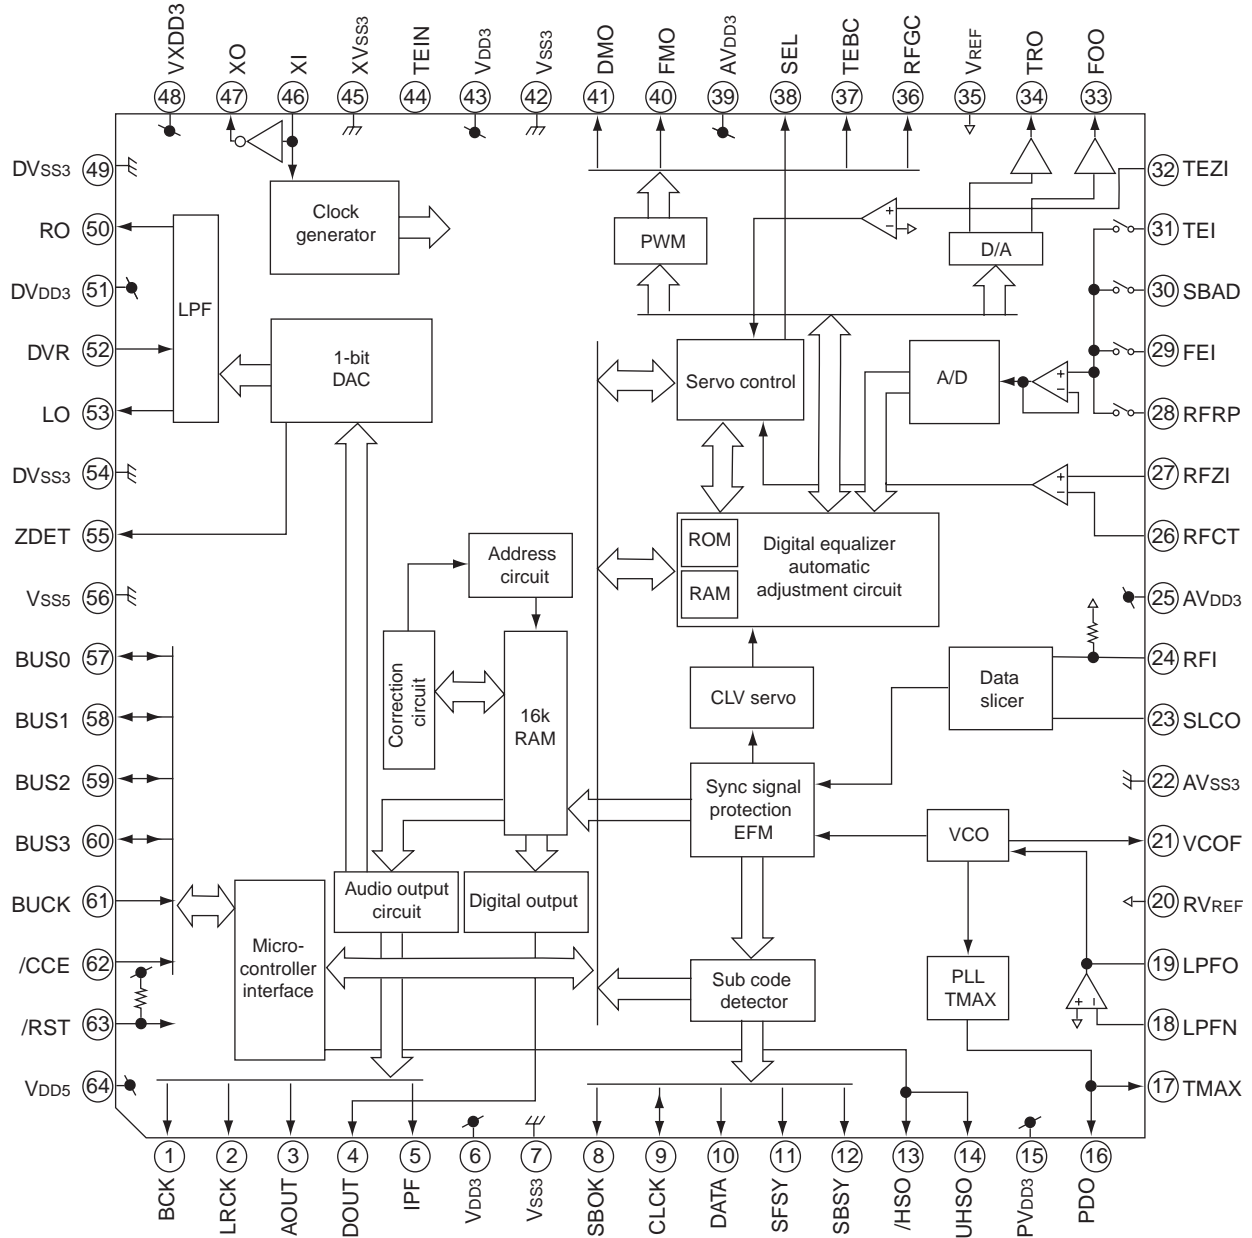 VXDD3
XO
XI
XVSS3
TEIN
VDD3
VSS3
DMO
FMO
AVDD3
SEL
TEBC
RFGC
VREF
TRO
FOO
48
47
46
45
44
43
42
41
40
39
38
37
36
35
34
33
DVSS3 49
RO 50
DVDD3 51
DVR 52
LO 53
DVSS3 54
ZDET 55
VSS5 56
BUS0 57
BUS1 58
BUS2 59
BUS3 60
BUCK 61
/CCE 62
/RST 63
VDD5 64
Clock
generator
LPF
1-bit
DAC
PWM
+
−
D/A
Servo control
A/D
+
−
+
−
ROM
RAM
Digital equalizer
automatic
adjustment circuit
Address
circuit
Correction
circuit
16k
RAM
CLV servo
Data
slicer
Sync signal
protection
EFM
VCO
Audio output
circuit
Digital output
Micro-
controller
interface
Sub code
detector
PLL
TMAX
+
−
32 TEZI
31 TEI
30 SBAD
29 FEI
28 RFRP
27 RFZI
26 RFCT
25 AVDD3
24 RFI
23 SLCO
22 AVSS3
21 VCOF
20 RVREF
19 LPFO
18 LPFN
17 TMAX
1
2
3
4
5
6
7
8
9
10
11
12
13
14
15
16
BCK
LRCK
AOUT
DOUT
IPF
VDD3
VSS3
SBOK
CLCK
DATA
SFSY
SBSY
/HSO
UHSO
PVDD3
PDO